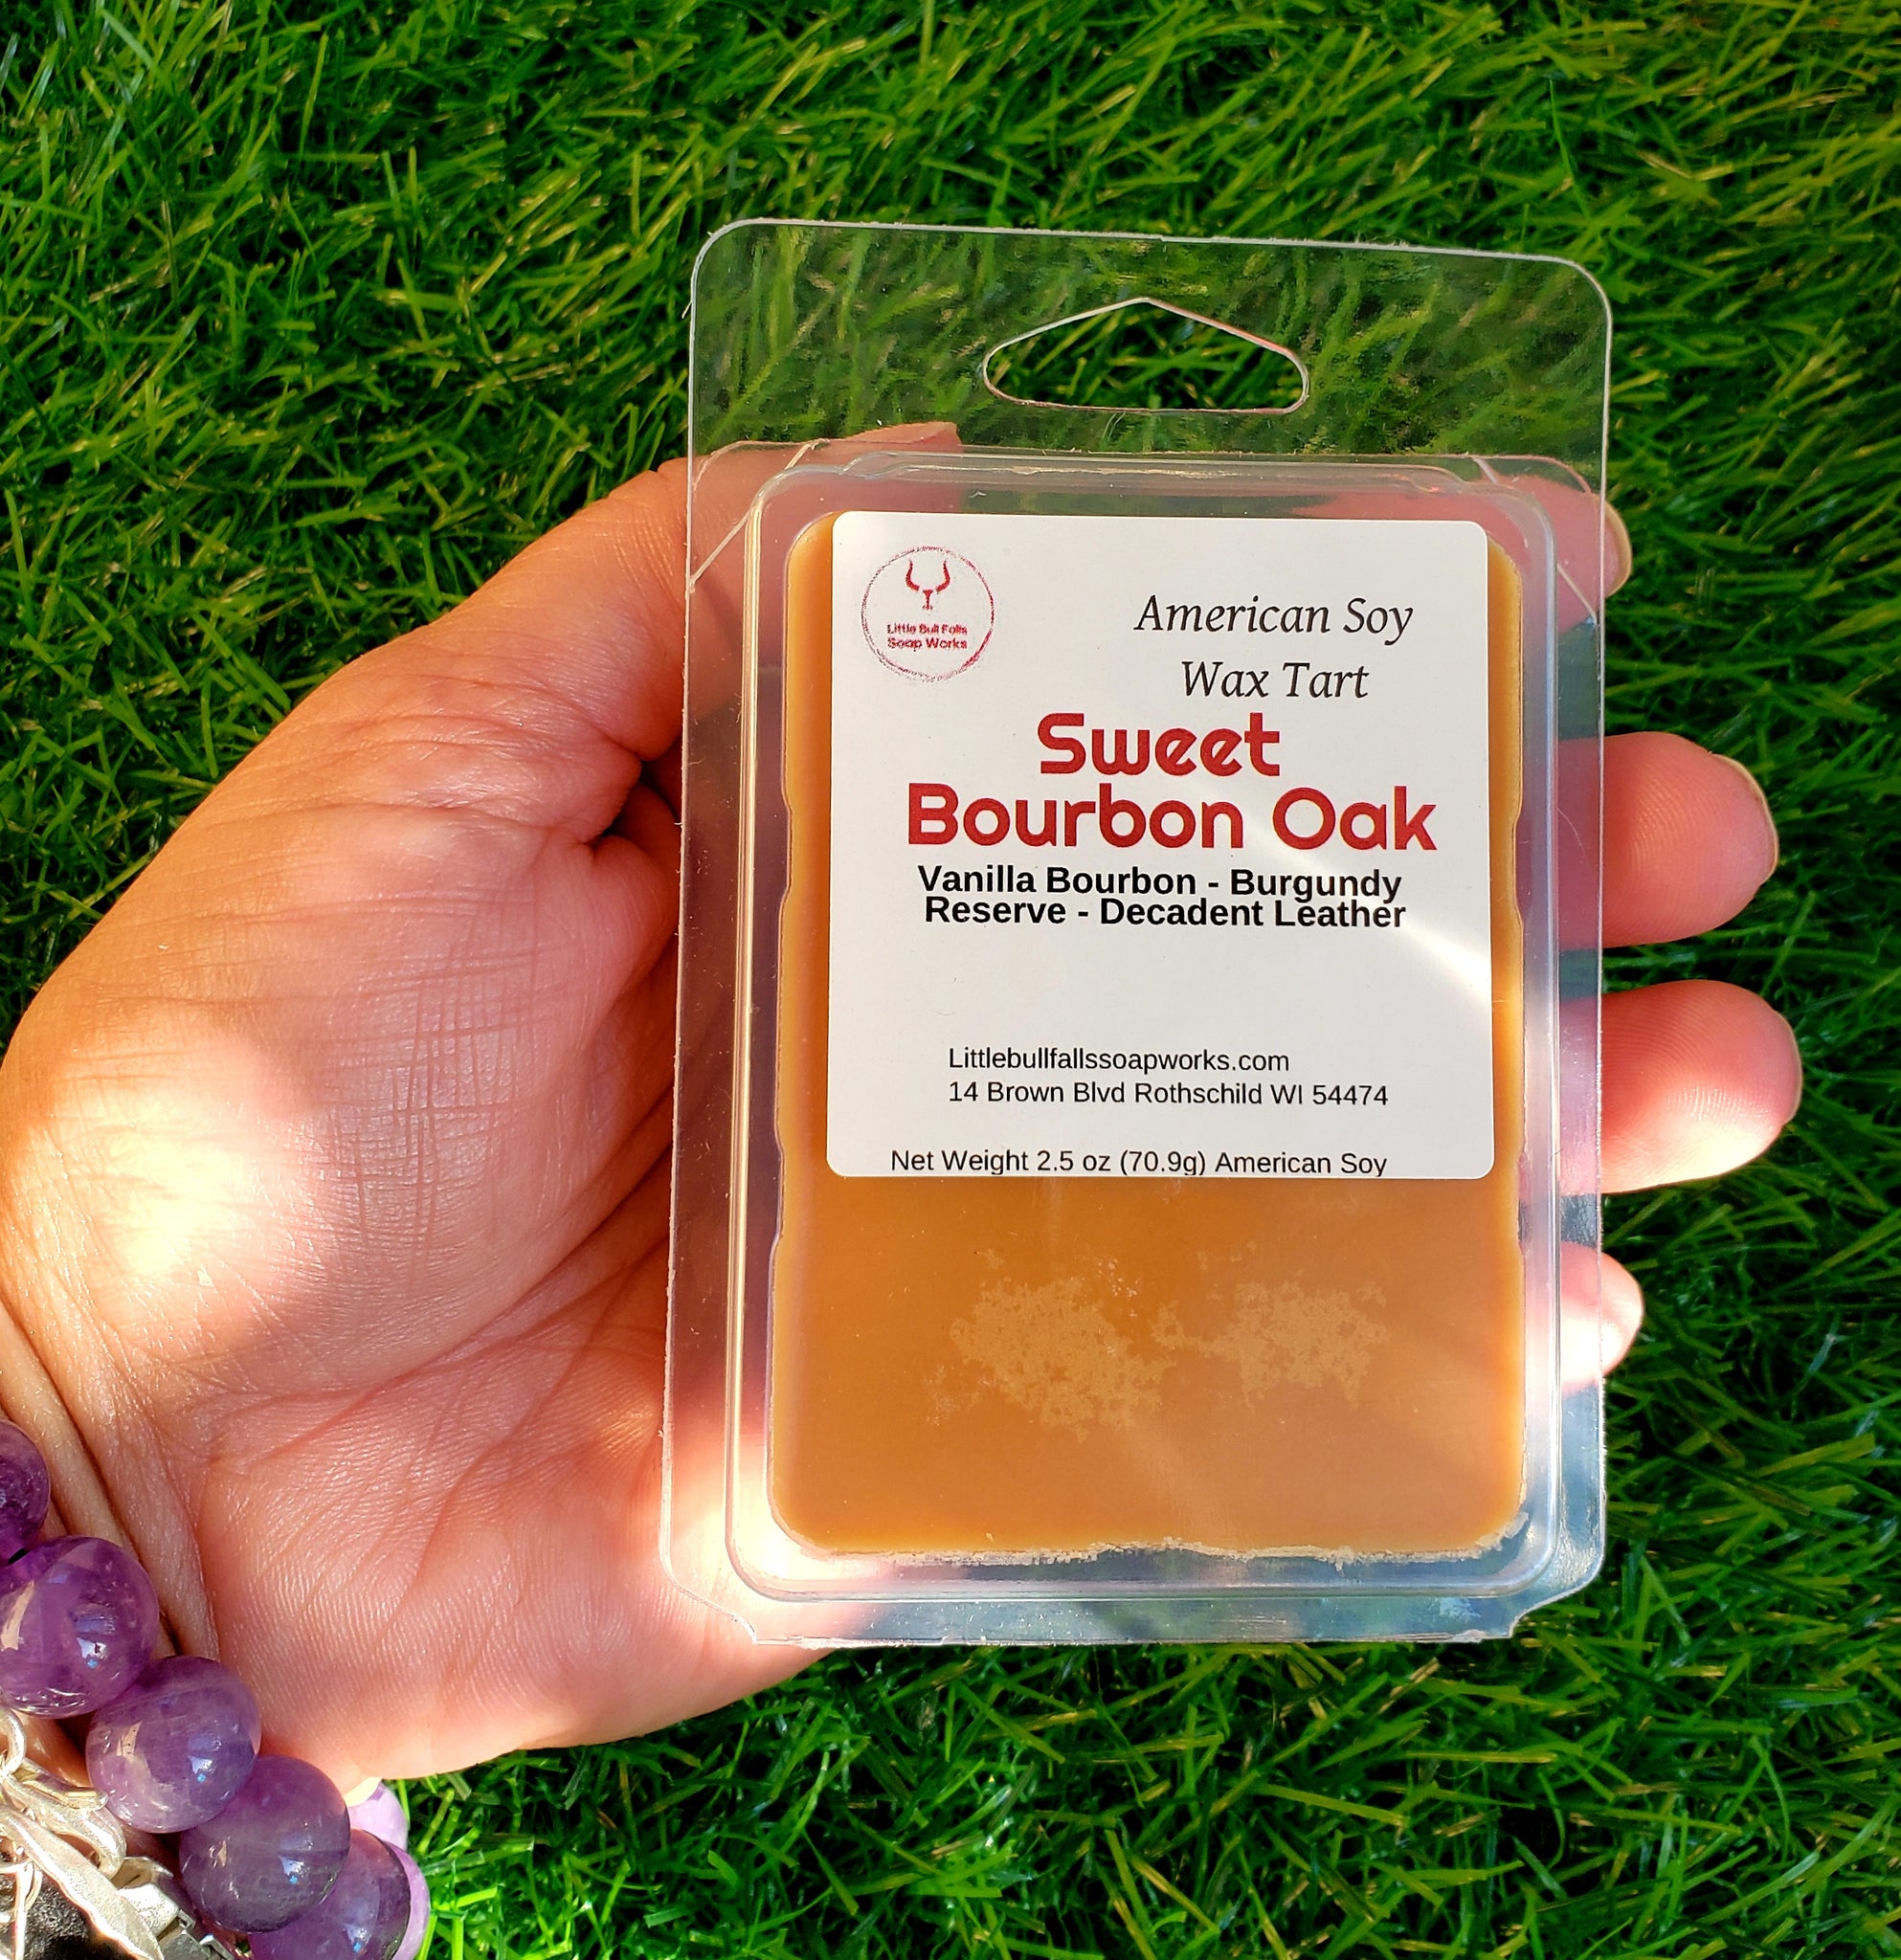 Little Bull Falls
Soap Works
American Soy
Wax Tart
Sweet
Bourbon Oak
Vanilla Bourbon - Burgundy
Reserve - Decadent Leather
Littlebullfallssoapworks.com
14 Brown Blvd Rothschild WI 54474
Net Weight 2.5 oz (70.9g) American Soy